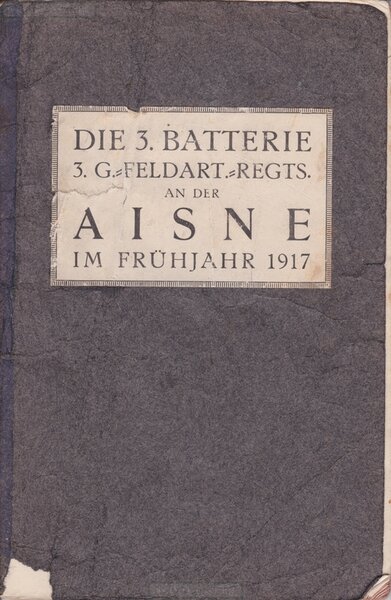 DIE 3. BATTERIE
3. G.=FELDART.=REGTS.
AN DER
AISNE
IM FRÜHJAHR 1917